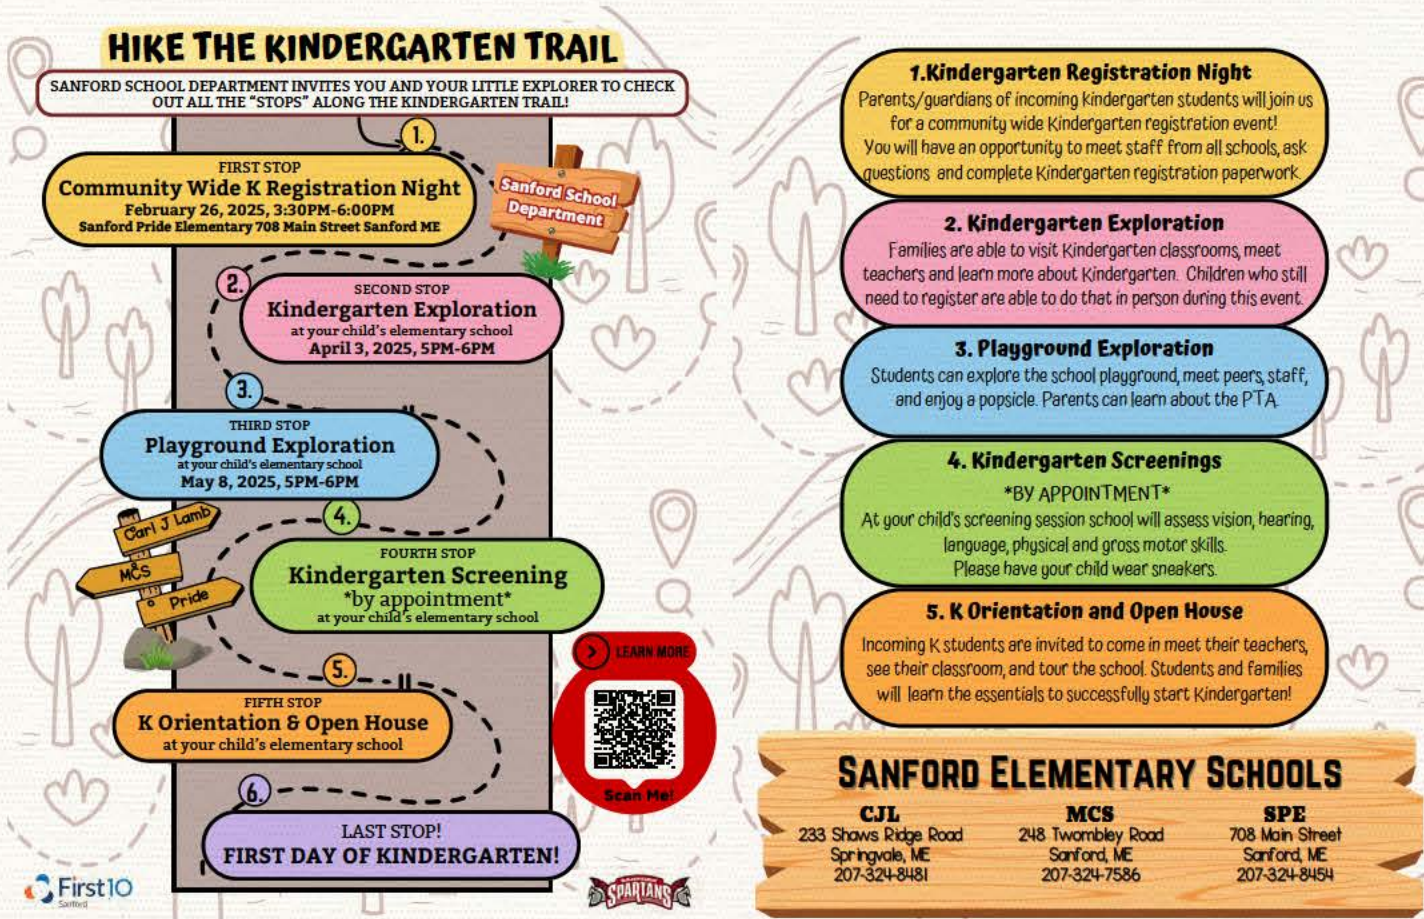 HIKE THE KINDERGARTEN TRAIL
SANFORD SCHOOL DEPARTMENT INVITES YOU AND YOUR LITTLE EXPLORER TO CHECK
OUT ALL THE “STOPS” ALONG THE KINDERGARTEN TRAIL!
1.
FIRST STOP
Community Wide K Registration Night
February 26, 2025, 3:30PM-6:00PM
Sanford Pride Elementary 708 Main Street Sanford ME
Sanford School
Department
2.
SECOND STOP
Kindergarten Exploration
at your child’s elementary school
April 3, 2025, 5PM-6PM
3.
THIRD STOP
Playground Exploration
at your child’s elementary school
May 8, 2025, 5PM-6PM
Carl J Lamb
MCS
Pride
4.
FOURTH STOP
Kindergarten Screening
*by appointment*
at your child’s elementary school
5.
FIFTH STOP
K Orientation & Open House
at your child’s elementary school
LEARN MORE
Scan Me!
6.
LAST STOP!
FIRST DAY OF KINDERGARTEN!
First10
Sanford
SPARTANS
1.Kindergarten Registration Night
Parents/guardians of incoming kindergarten students will join us
for a community wide Kindergarten registration event!
You will have an opportunity to meet staff from all schools, ask
questions and complete Kindergarten registration paperwork.
2. Kindergarten Exploration
Families are able to visit Kindergarten classrooms, meet
teachers and learn more about Kindergarten. Children who still
need to register are able to do that in person during this event.
3. Playground Exploration
Students can explore the school playground, meet peers, staff,
and enjoy a popsicle. Parents can learn about the PTA.
4. Kindergarten Screenings
*BY APPOINTMENT*
At your child's screening session school will assess vision, hearing,
language, physical and gross motor skills.
Please have your child wear sneakers.
5. K Orientation and Open House
Incoming K students are invited to come in meet their teachers,
see their classroom, and tour the school. Students and families
will learn the essentials to successfully start Kindergarten!
SANFORD ELEMENTARY SCHOOLS
CJL
233 Shaws Ridge Road
Springvale, ME
207-324-8481
MCS
248 Twombley Road
Sanford, ME
207-324-7586
SPE
708 Main Street
Sanford, ME
207-324-8454